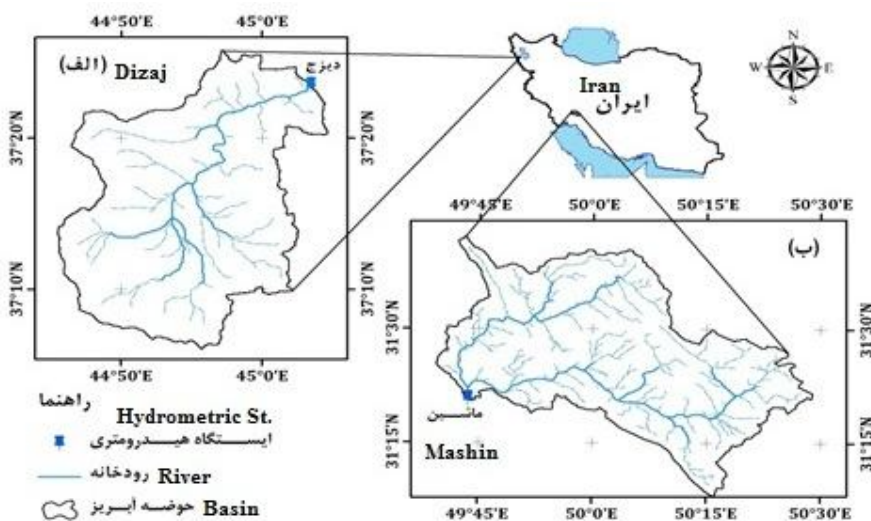 44°50'E 45°0'E
(الف) Dizaj
دیزج
37°20'N
37°20'N
37°10'N
37°10'N
44°50'E 45°0'E
Iran
ایران
N
W E
S
49°45'E 50°0'E 50°15'E 50°30'E
(ب)
31°30'N
31°30'N
31°15'N
31°15'N
ماشین
Mashin
49°45'E 50°0'E 50°15'E 50°30'E
راهنما
Hydrometric St.
ایستگاه هیدرومتری
رودخانه River
حوضه آبریز Basin